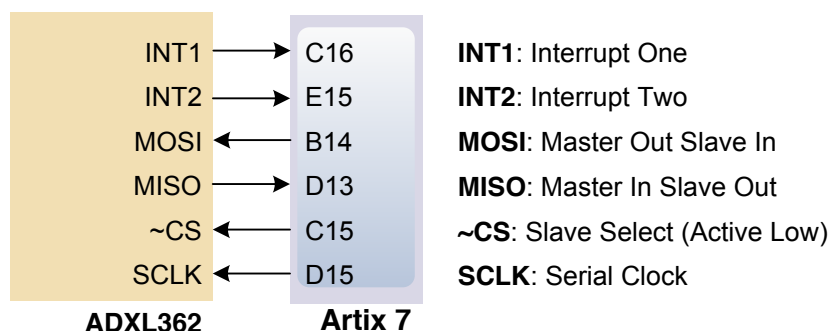 INT1 C16 INT1: Interrupt One
INT2 E15 INT2: Interrupt Two
MOSI B14 MOSI: Master Out Slave In
MISO D13 MISO: Master In Slave Out
~CS C15 ~CS: Slave Select (Active Low)
SCLK D15 SCLK: Serial Clock
ADXL362 Artix 7